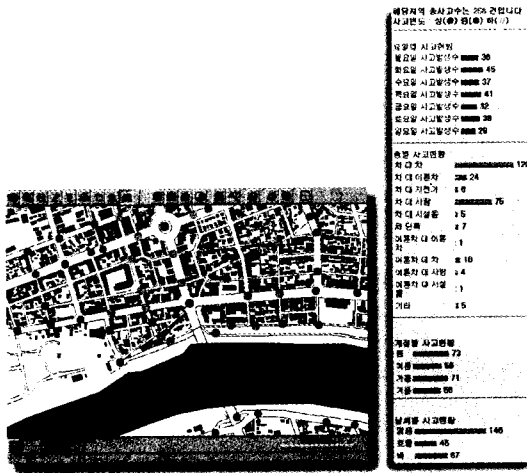 해당지역 총사고수는 258 건입니다
사고빈도 : 상(●) 중(●) 하(○)
요일별 사고현황
월요일 사고발생수 36
화요일 사고발생수 45
수요일 사고발생수 37
목요일 사고발생수 41
금요일 사고발생수 32
토요일 사고발생수 38
일요일 사고발생수 29
종별 사고현황
차 대 차
차 대 이륜차 24
차 대 자전거 6
차 대 사람 75
차 대 시설물 5
차 단독 7
이륜차 대 이륜
차 1
이륜차 대 차 18
이륜차 대 사람 4
이륜차 대 시설
물 1
기타 5
계절별 사고현황
봄 73
여름
가을 71
겨울
날씨별 사고현황
맑음 146
흐림 45
비 67